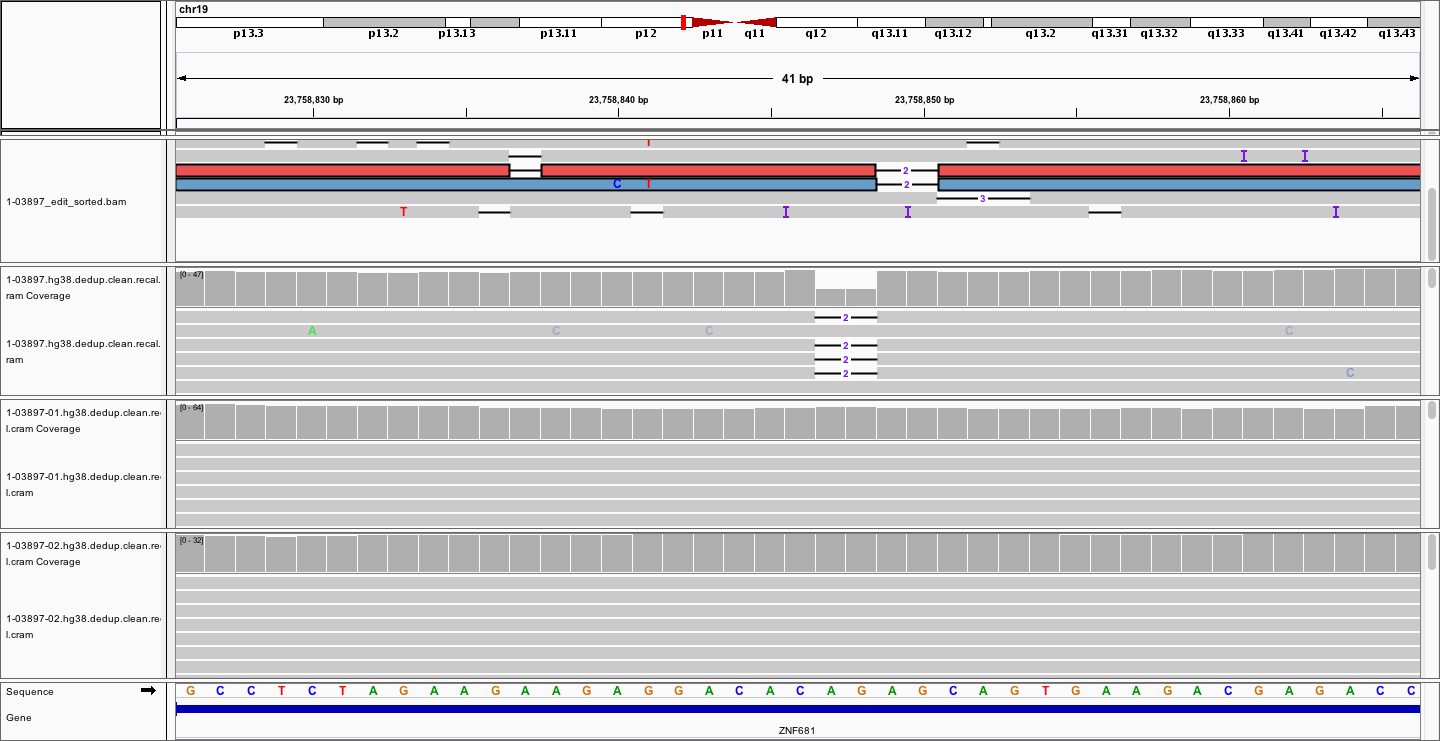 chr19
p13.3 p13.2 p13.13 p13.11 p12 p11 q11 q12 q13.11 q13.12 q13.2 q13.31 q13.32 q13.33 q13.41 q13.42 q13.43
41 bp
23,758,830 bp 23,758,840 bp 23,758,850 bp 23,758,860 bp
T
I I
2
1-03897_edit_sorted.bam
C T 2
3
T I I I
[0 - 47]
1-03897.hg38.dedup.clean.recal.
ram Coverage
2
A C C C
1-03897.hg38.dedup.clean.recal.
ram
2
2
2 C
[0 - 64]
1-03897-01.hg38.dedup.clean.re
l.cram Coverage
1-03897-01.hg38.dedup.clean.re
l.cram
[0 - 32]
1-03897-02.hg38.dedup.clean.re
l.cram Coverage
1-03897-02.hg38.dedup.clean.re
l.cram
Sequence G C C T C T A G A A G A A G A G G A C A C A G A G C A G T G A A G A C G A G A C C
Gene
ZNF681